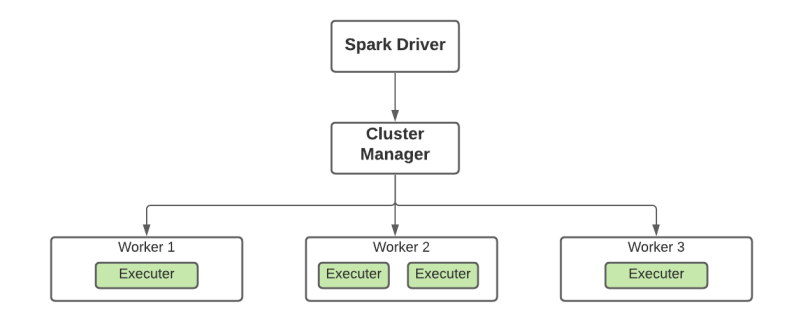 Spark Driver
Cluster
Manager
Worker 1
Executer
Worker 2
Executer Executer
Worker 3
Executer